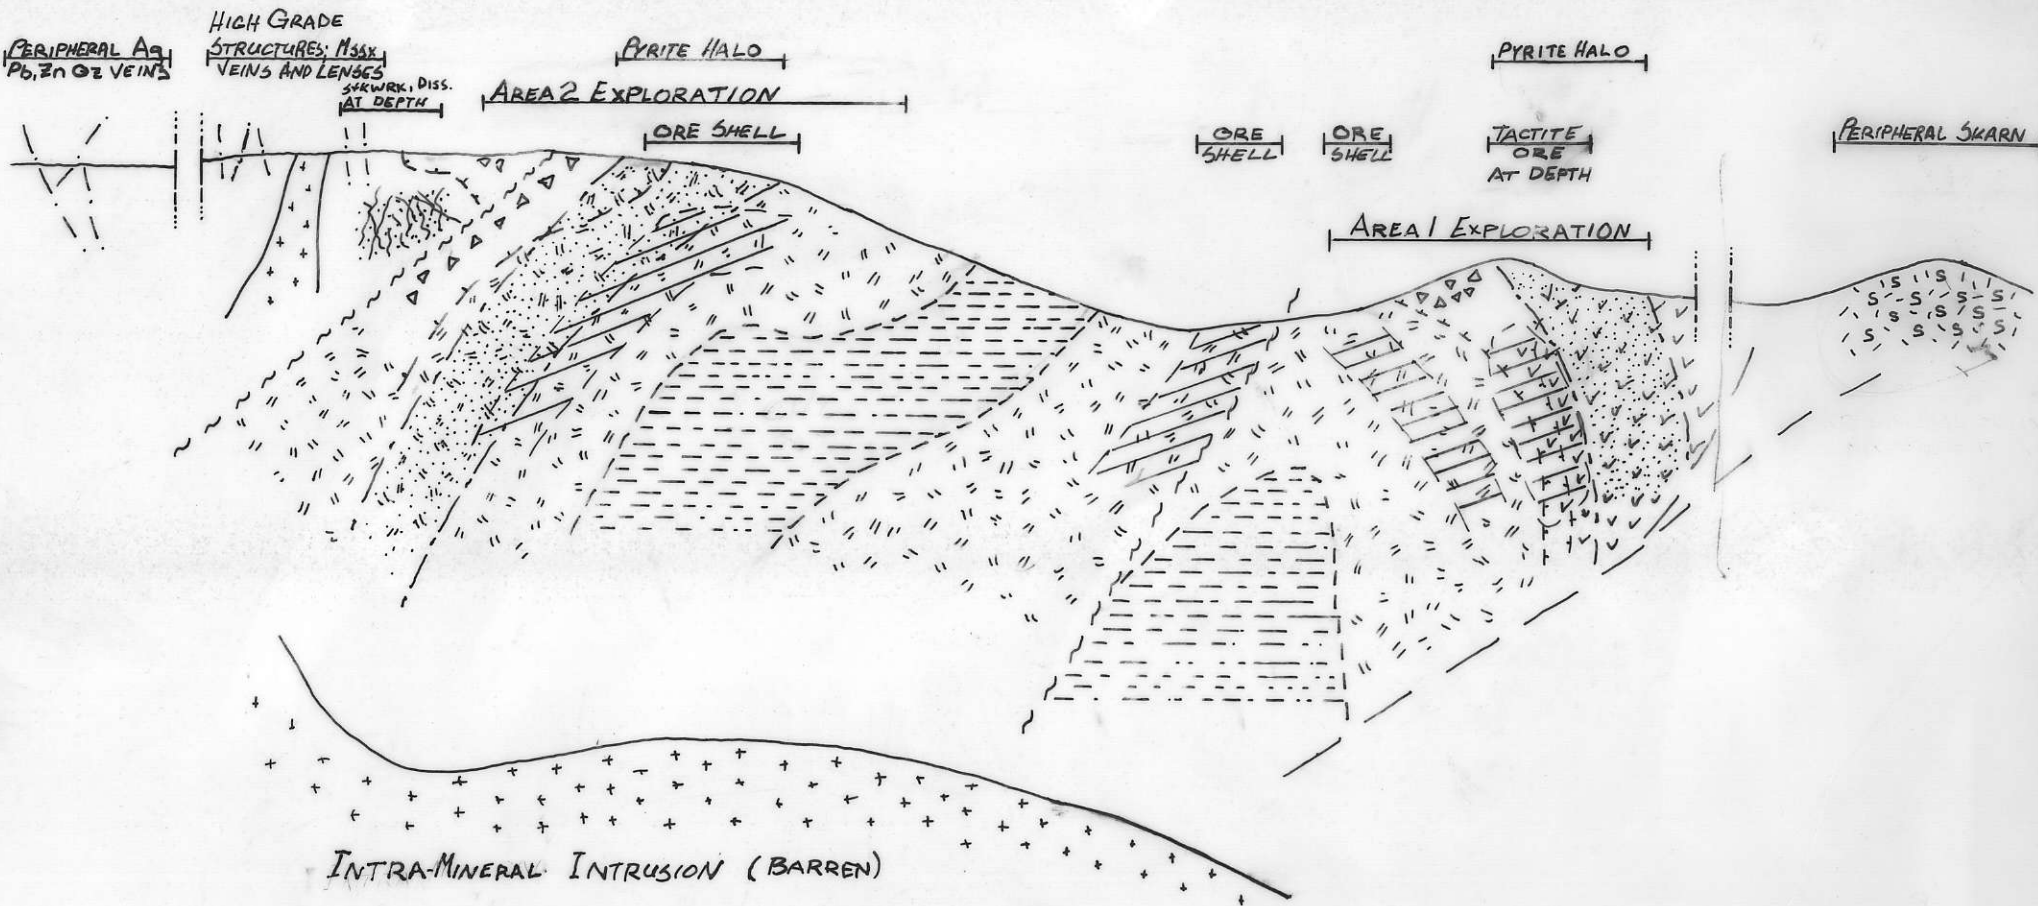 PERIPHERAL Ag
Pb, Zn Qz VEINS
HIGH GRADE
STRUCTURES; MSSX
VEINS AND LENSES
STKWRK, DISS.
AT DEPTH
PYRITE HALO
AREA 2 EXPLORATION
ORE SHELL
ORE
SHELL
ORE
SHELL
PYRITE HALO
TACTITE
ORE
AT DEPTH
AREA 1 EXPLORATION
PERIPHERAL SKARN
INTRA-MINERAL INTRUSION (BARREN)